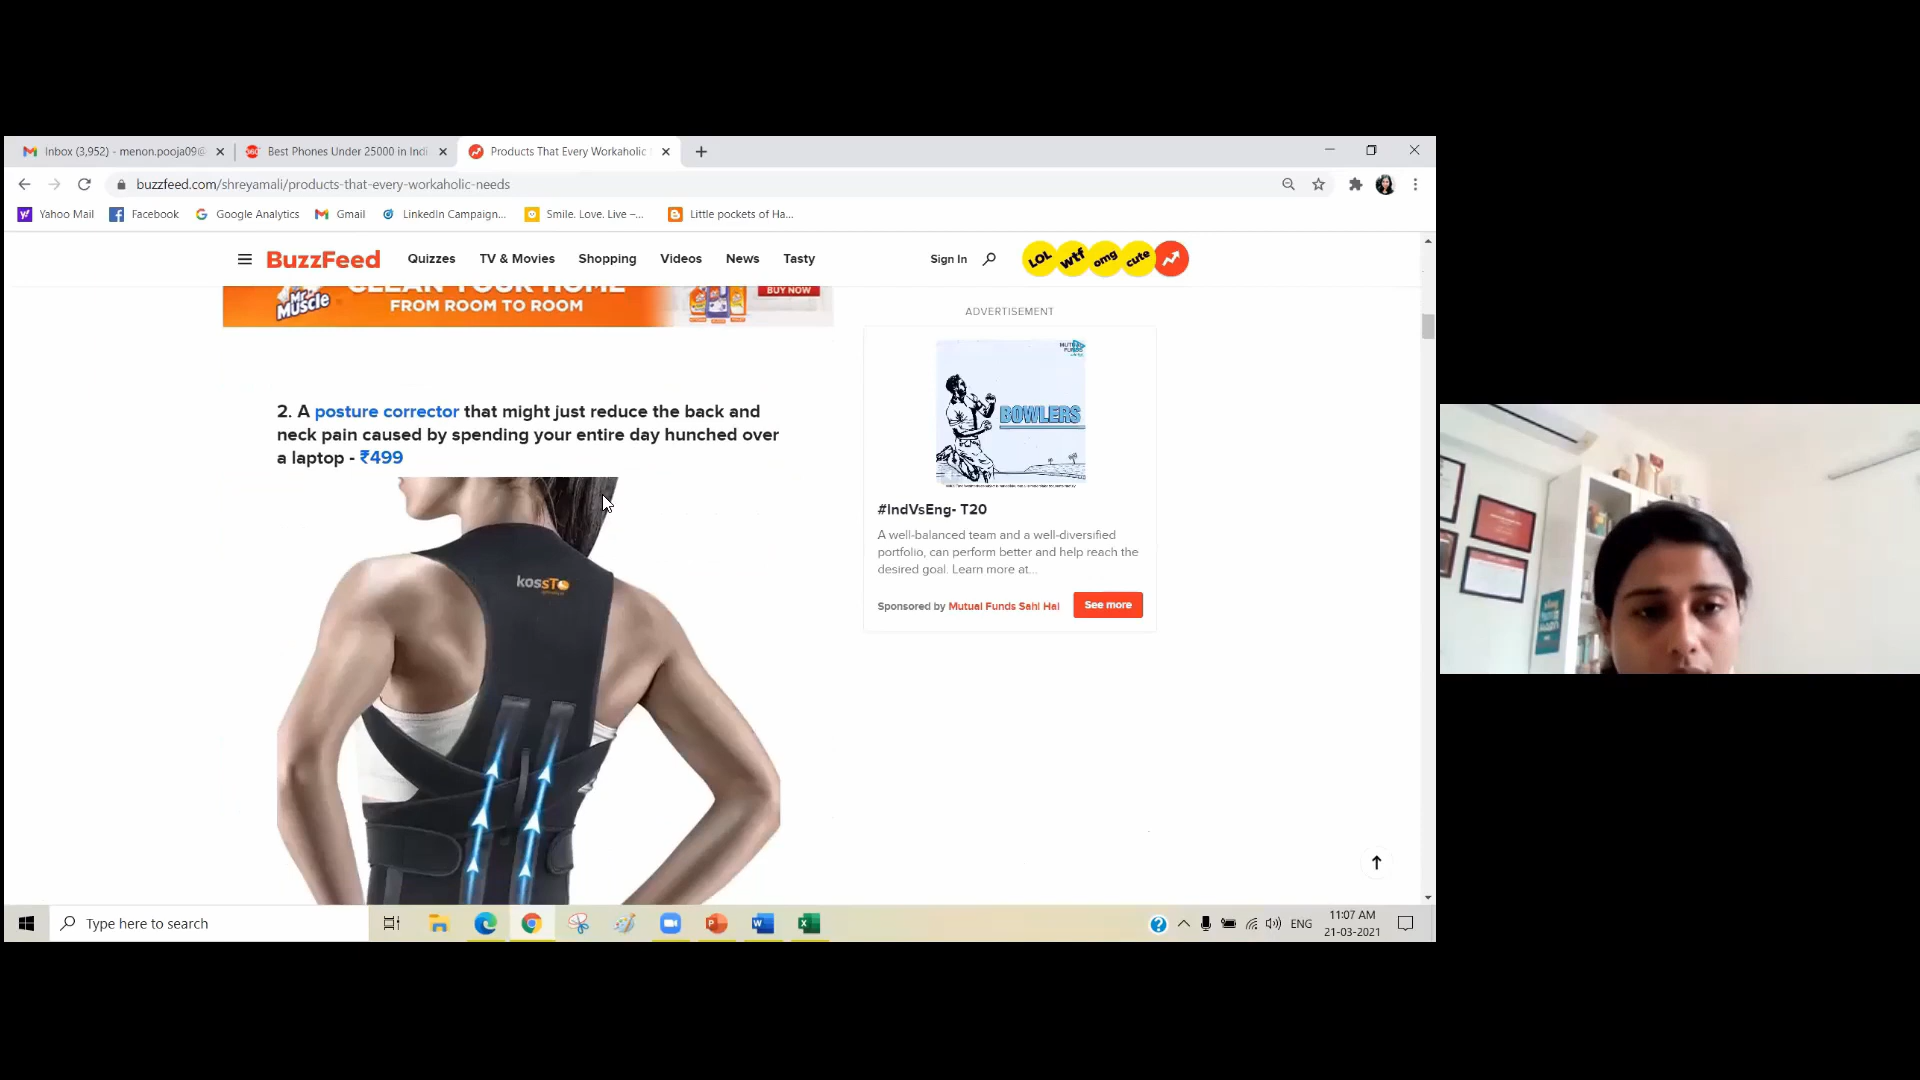 Inbox (3,952) - menon.pooja09@
Best Phones Under 25000 in Indi
Products That Every Workaholic
buzzfeed.com/shreyamali/products-that-every-workaholic-needs
Yahoo Mail
Facebook
Google Analytics
Gmail
LinkedIn Campaign...
Smile. Love. Live –...
Little pockets of Ha...
BuzzFeed
Quizzes
TV & Movies
Shopping
Videos
News
Tasty
Sign In
LOL
wtf
omg
cute
Mr Muscle
CLEAN YOUR HOME
FROM ROOM TO ROOM
BUY NOW
ADVERTISEMENT
2. A posture corrector that might just reduce the back and
neck pain caused by spending your entire day hunched over
a laptop - ₹499
kossTo
BOWLERS
#IndVsEng- T20
A well-balanced team and a well-diversified
portfolio, can perform better and help reach the
desired goal. Learn more at...
Sponsored by Mutual Funds Sahi Hai
See more
Type here to search
ENG
11:07 AM
21-03-2021